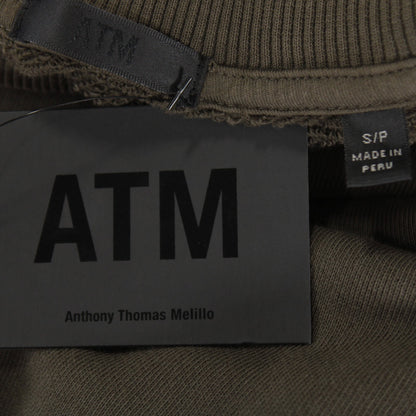 ATM
S/P
MADE IN
PERU
ATM
Anthony Thomas Melillo